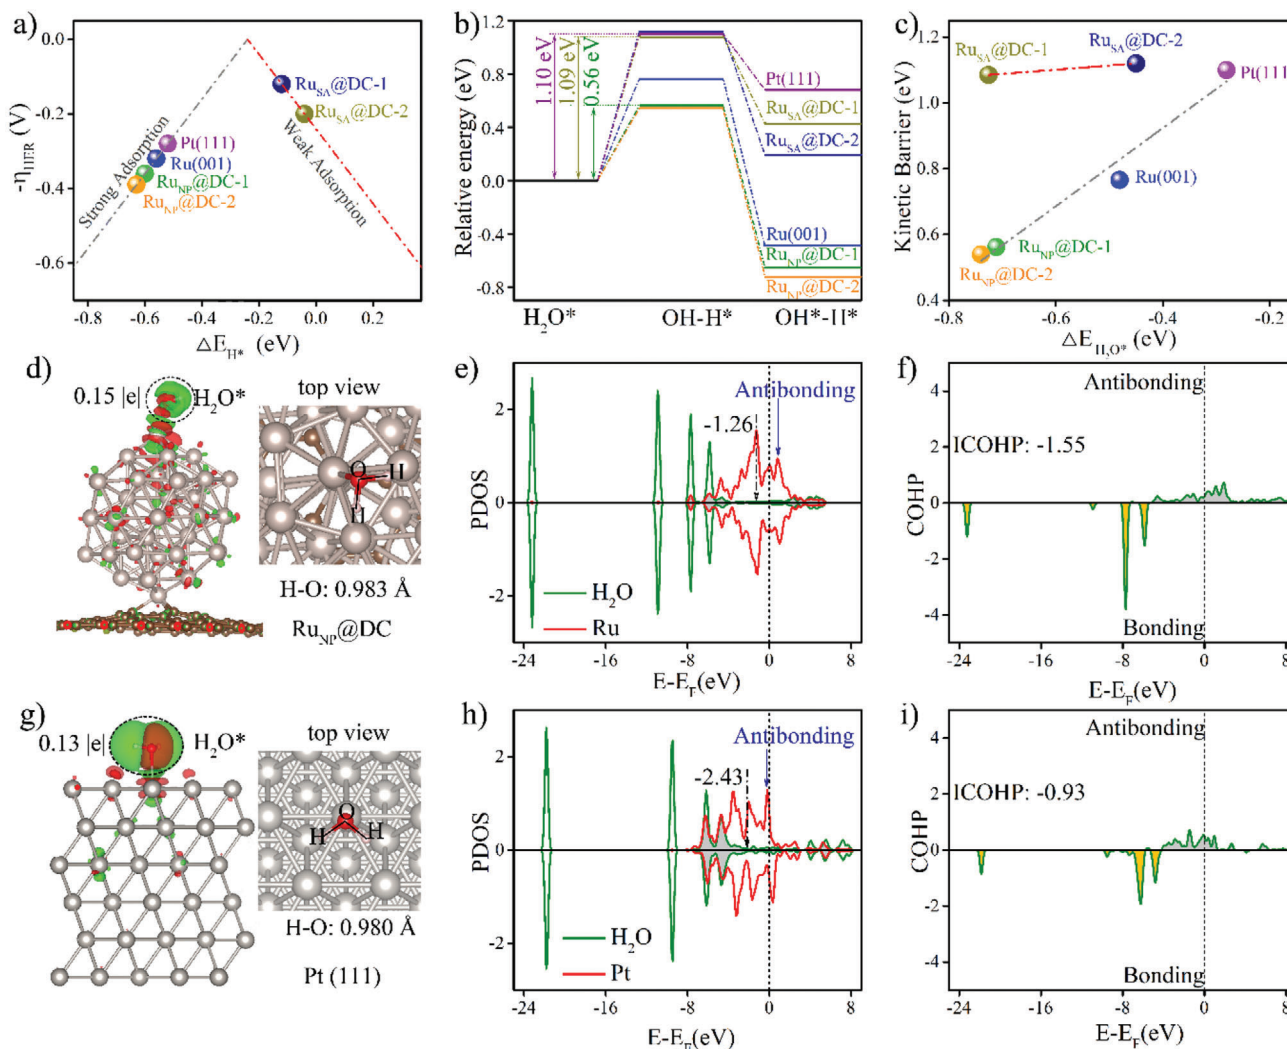 a)
0.0
-0.2
-0.4
-0.6
-η_HER (V)
Strong Adsorption
Weak Adsorption
Ru_SA@DC-1
Ru_SA@DC-2
Pt(111)
Ru(001)
Ru_NP@DC-1
Ru_NP@DC-2
-0.8 -0.6 -0.4 -0.2 0.0 0.2
△E_H* (eV)
b)
1.2
0.8
0.4
0.0
-0.4
-0.8
Relative energy (eV)
1.10 eV
1.09 eV
0.56 eV
Pt(111)
Ru_SA@DC-1
Ru_SA@DC-2
Ru(001)
Ru_NP@DC-1
Ru_NP@DC-2
H₂O* OH-H* OH*-H*
c)
1.2
1.0
0.8
0.6
0.4
Kinetic Barrier (eV)
Ru_SA@DC-1
Ru_SA@DC-2
Pt(111
Ru(001)
Ru_NP@DC-1
Ru_NP@DC-2
-0.8 -0.6 -0.4 -0.2
△E_H₂O* (eV)
d)
0.15 |e|
H₂O*
top view
O
H
H
H-O: 0.983 Å
Ru_NP@DC
e)
2
0
-2
PDOS
Antibonding
-1.26
H₂O
Ru
-24 -16 -8 0 8
E-E_F(eV)
f)
4
2
0
-2
-4
COHP
Antibonding
ICOHP: -1.55
Bonding
-24 -16 -8 0 8
E-E_F(eV)
g)
0.13 |e|
H₂O*
top view
O
H H
H-O: 0.980 Å
Pt (111)
h)
2
0
-2
PDOS
Antibonding
-2.43
H₂O
Pt
-24 -16 -8 0 8
E-E_F(eV)
i)
4
2
0
-2
-4
COHP
Antibonding
ICOHP: -0.93
Bonding
-24 -16 -8 0 8
E-E_F(eV)